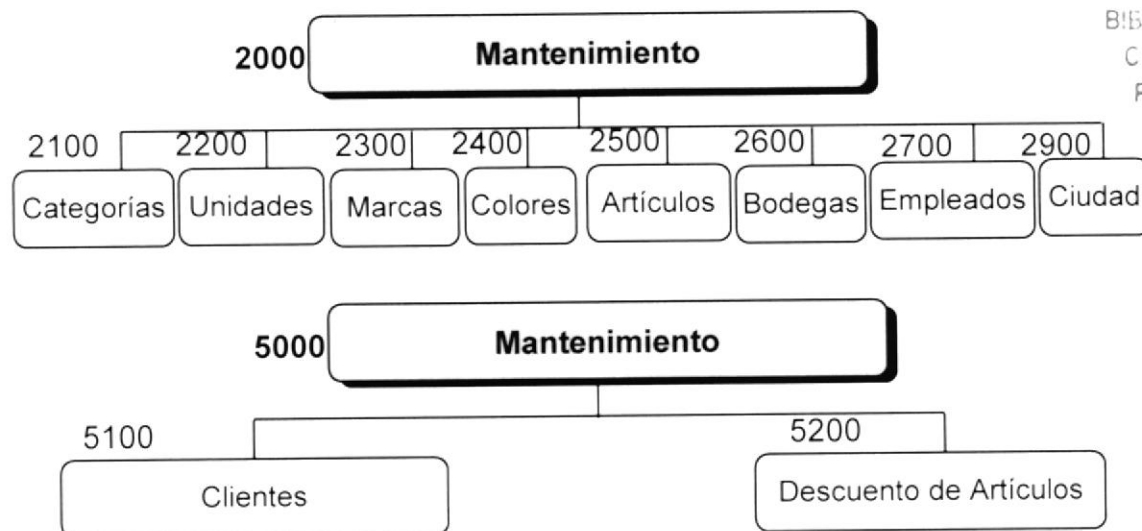 2000 Mantenimiento
2100 2200 2300 2400 2500 2600 2700 2900
Categorías Unidades Marcas Colores Artículos Bodegas Empleados Ciudad
5000 Mantenimiento
5100 5200
Clientes Descuento de Artículos